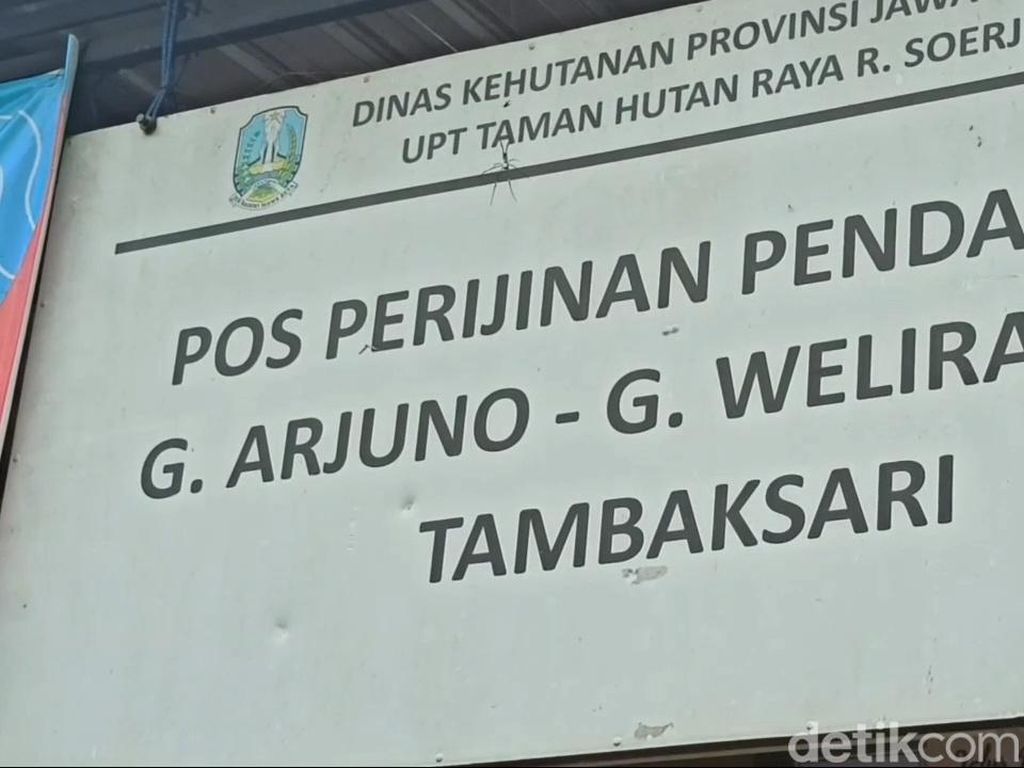 DINAS KEHUTANAN PROVINSI JAWA
UPT TAMAN HUTAN RAYA R. SOERJ
POS PERIJINAN PENDA
G. ARJUNO - G. WELIRA
TAMBAKSARI
detikcom